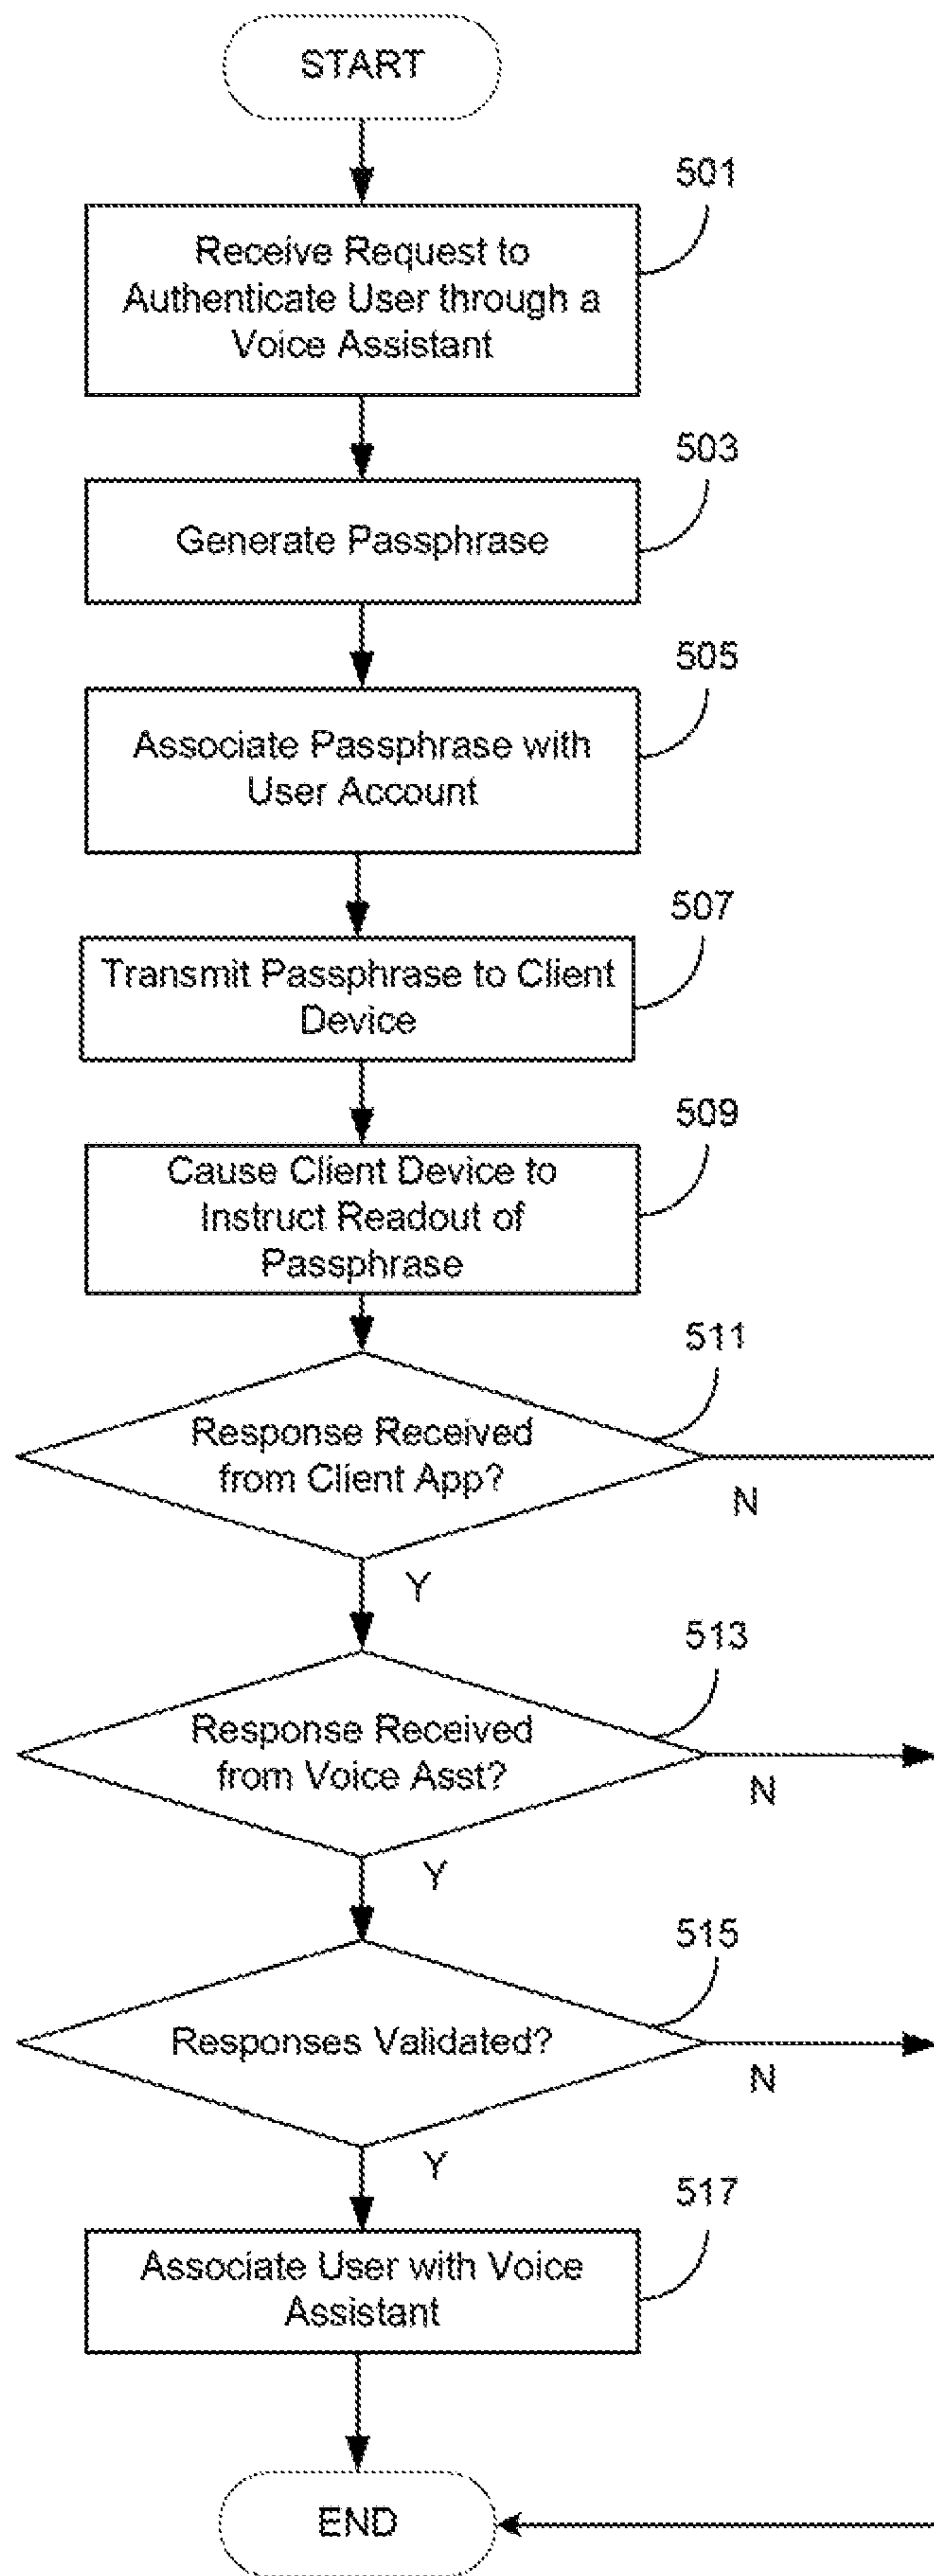 START
501
Receive Request to
Authenticate User through a
Voice Assistant
503
Generate Passphrase
505
Associate Passphrase with
User Account
507
Transmit Passphrase to Client
Device
509
Cause Client Device to
Instruct Readout of
Passphrase
511
Response Received
from Client App?
N
Y
513
Response Received
from Voice Asst?
N
Y
515
Responses Validated?
N
Y
517
Associate User with Voice
Assistant
END